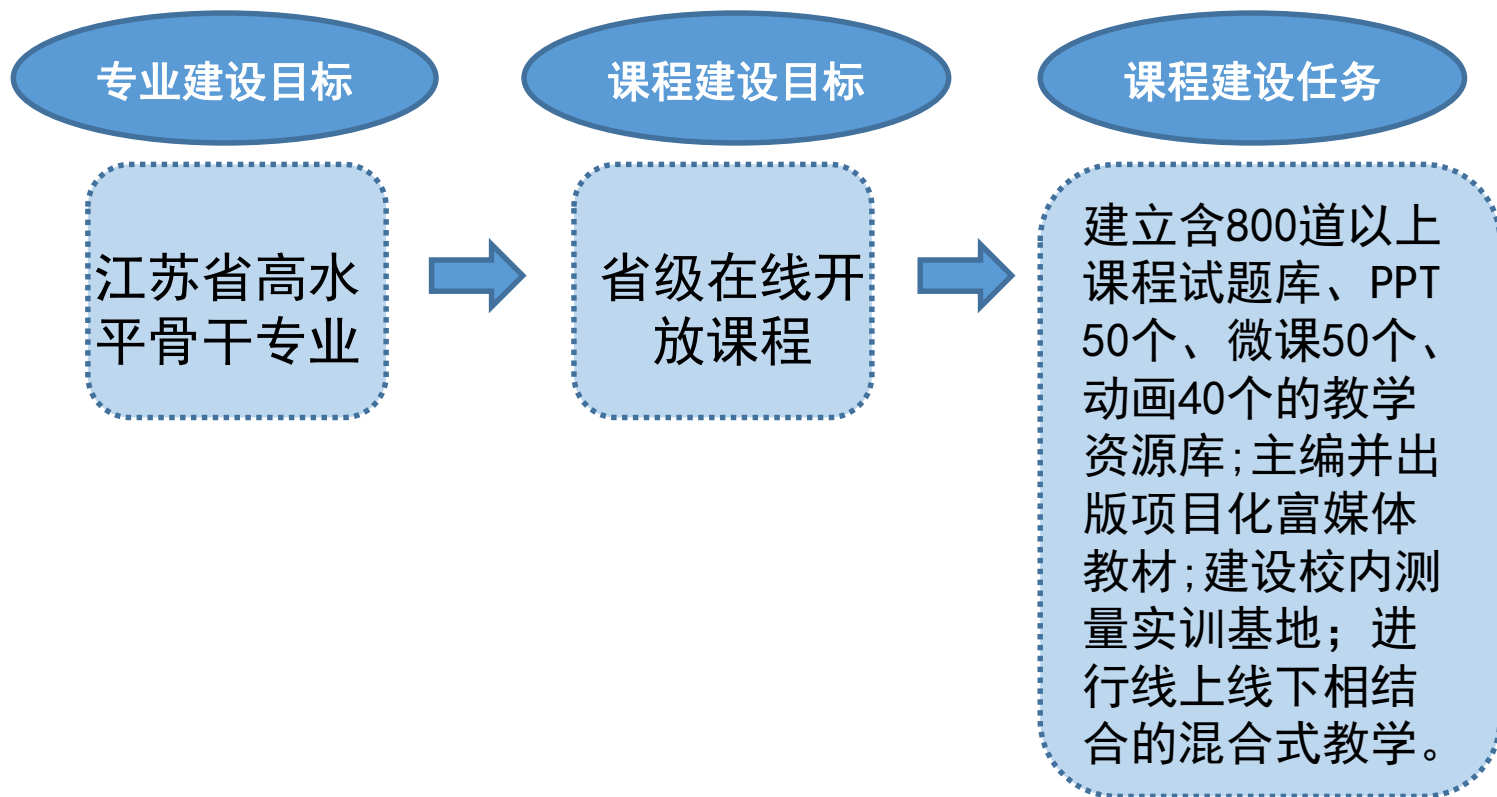 专业建设目标
课程建设目标
课程建设任务
江苏省高水
平骨干专业
省级在线开
放课程
建立含800道以上
课程试题库、PPT
50个、微课50个、
动画40个的教学
资源库;主编并出
版项目化富媒体
教材;建设校内测
量实训基地；进
行线上线下相结
合的混合式教学。